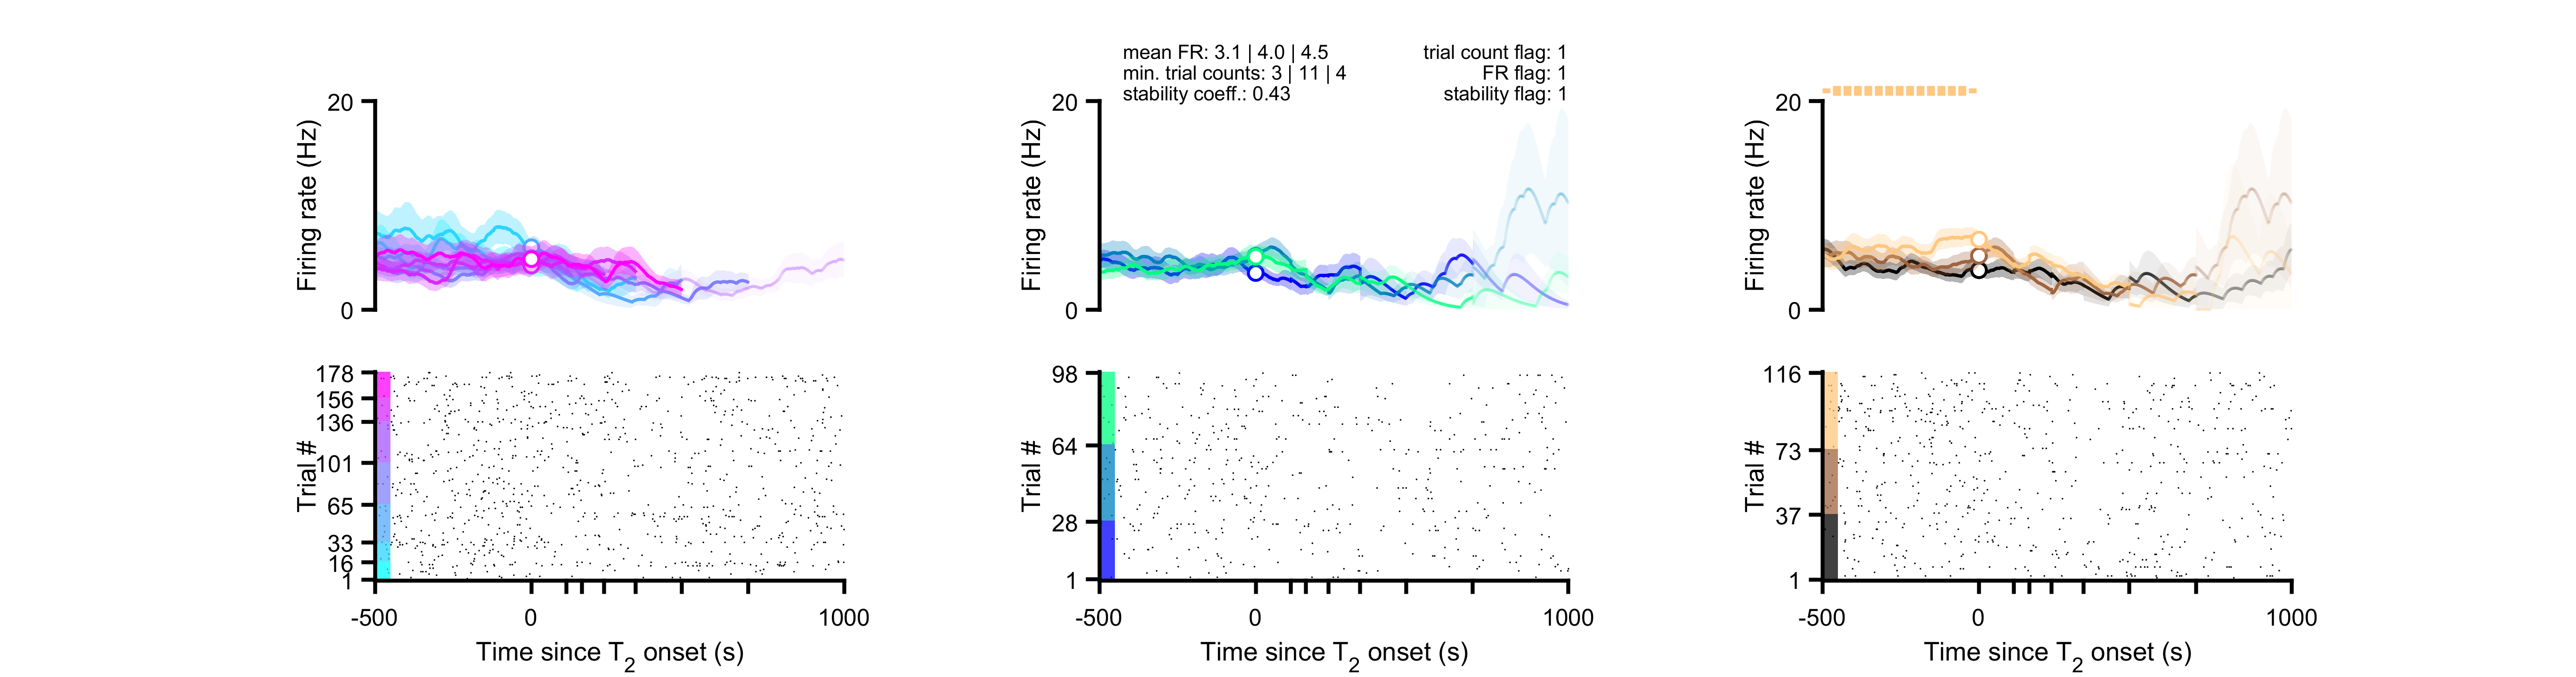 mean FR: 3.1 | 4.0 | 4.5
min. trial counts: 3 | 11 | 4
stability coeff.: 0.43
trial count flag: 1
FR flag: 1
stability flag: 1
20
Firing rate (Hz)
0
178
156
136
101
65
33
16
1
Trial #
-500
0
1000
Time since T2 onset (s)
20
Firing rate (Hz)
0
98
64
28
1
Trial #
-500
0
1000
Time since T2 onset (s)
20
Firing rate (Hz)
0
116
73
37
1
Trial #
-500
0
1000
Time since T2 onset (s)